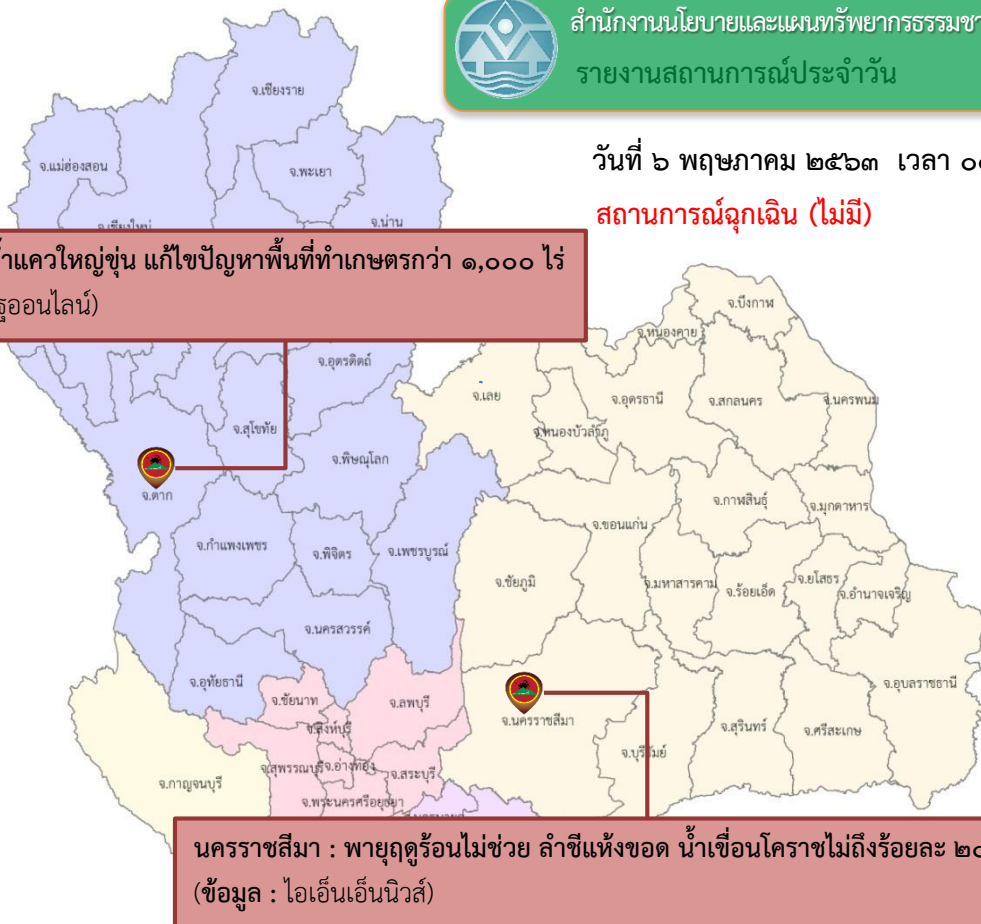 สำนักงานนโยบายและแผนทรัพยากรธรรมชา
รายงานสถานการณ์ประจำวัน
วันที่ ๖ พฤษภาคม ๒๕๖๓ เวลา
สถานการณ์ฉุกเฉิน (ไม่มี)
จ.เชียงราย
จ.แม่ฮ่องสอน
จ.พะเยา
จ.เชียงใหม่
จ.น่าน
น้ำแควใหญ่ขุ่น แก้ไขปัญหาพื้นที่ทำเกษตรกว่า ๑,๐๐๐ ไร่
ฐออนไลน์)
จ.บึงกาฬ
จ.หนองคาย
จ.อุตรดิตถ์
จ.เลย
จ.อุดรธานี
จ.สกลนคร
จ.นครพนม
จ.สุโขทัย
จ.หนองบัวลำภู
จ.พิษณุโลก
จ.ตาก
จ.กาฬสินธุ์
จ.มุกดาหาร
จ.ขอนแก่น
จ.กำแพงเพชร
จ.พิจิตร
จ.เพชรบูรณ์
จ.ชัยภูมิ
จ.มหาสารคาม
จ.ร้อยเอ็ด
จ.ยโสธร
จ.อำนาจเจริญ
จ.นครสวรรค์
จ.อุทัยธานี
จ.ชัยนาท
จ.ลพบุรี
จ.อุบลราชธานี
จ.นครราชสีมา
จ.สิงห์บุรี
จ.สุรินทร์
จ.ศรีสะเกษ
จ.บุรีรัมย์
จ.กาญจนบุรี
จ.สุพรรณบุรี
จ.อ่างทอง
จ.สระบุรี
จ.พระนครศรีอยุธยา
นครราชสีมา : พายุฤดูร้อนไม่ช่วย ลำชีแห้งขอด น้ำเขื่อนโคราชไม่ถึงร้อยละ ๒๐
(ข้อมูล : ไอเอ็นเอ็นนิวส์)